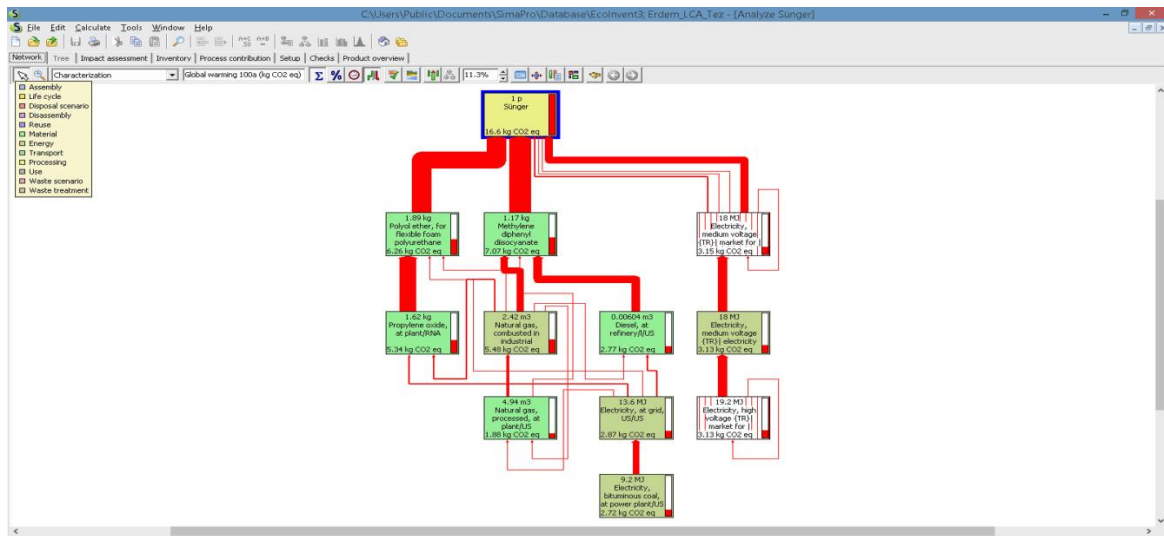 C:\Users\Public\Documents\SimaPro\Database\EcoInvent3; Erdem_LCA_Tez - [Analyze Sünger]
File Edit Calculate Tools Window Help
Network Tree Impact assessment Inventory Process contribution Setup Checks Product overview
Characterization Global warming 100a (kg CO2 eq) 11.3%
Assembly
Life cycle
Disposal scenario
Disassembly
Reuse
Material
Energy
Transport
Processing
Use
Waste scenario
Waste treatment
1 p
Sünger
16.6 kg CO2 eq
1.89 kg
Polyol ether, for
flexible foam
polyurethane
6.26 kg CO2 eq
1.17 kg
Methylene
diphenyl
diisocyanate
7.07 kg CO2 eq
18 MJ
Electricity,
medium voltage
{TR}| market for |
3.15 kg CO2 eq
1.62 kg
Propylene oxide,
at plant/RNA
5.34 kg CO2 eq
2.42 m3
Natural gas,
combusted in
industrial
5.48 kg CO2 eq
0.00604 m3
Diesel, at
refinery/l/US
2.77 kg CO2 eq
18 MJ
Electricity,
medium voltage
{TR}| electricity
3.13 kg CO2 eq
4.94 m3
Natural gas,
processed, at
plant/US
1.88 kg CO2 eq
13.6 MJ
Electricity, at grid,
US/US
2.87 kg CO2 eq
19.2 MJ
Electricity, high
voltage {TR}|
market for |
3.13 kg CO2 eq
9.2 MJ
Electricity,
bituminous coal,
at power plant/US
2.72 kg CO2 eq